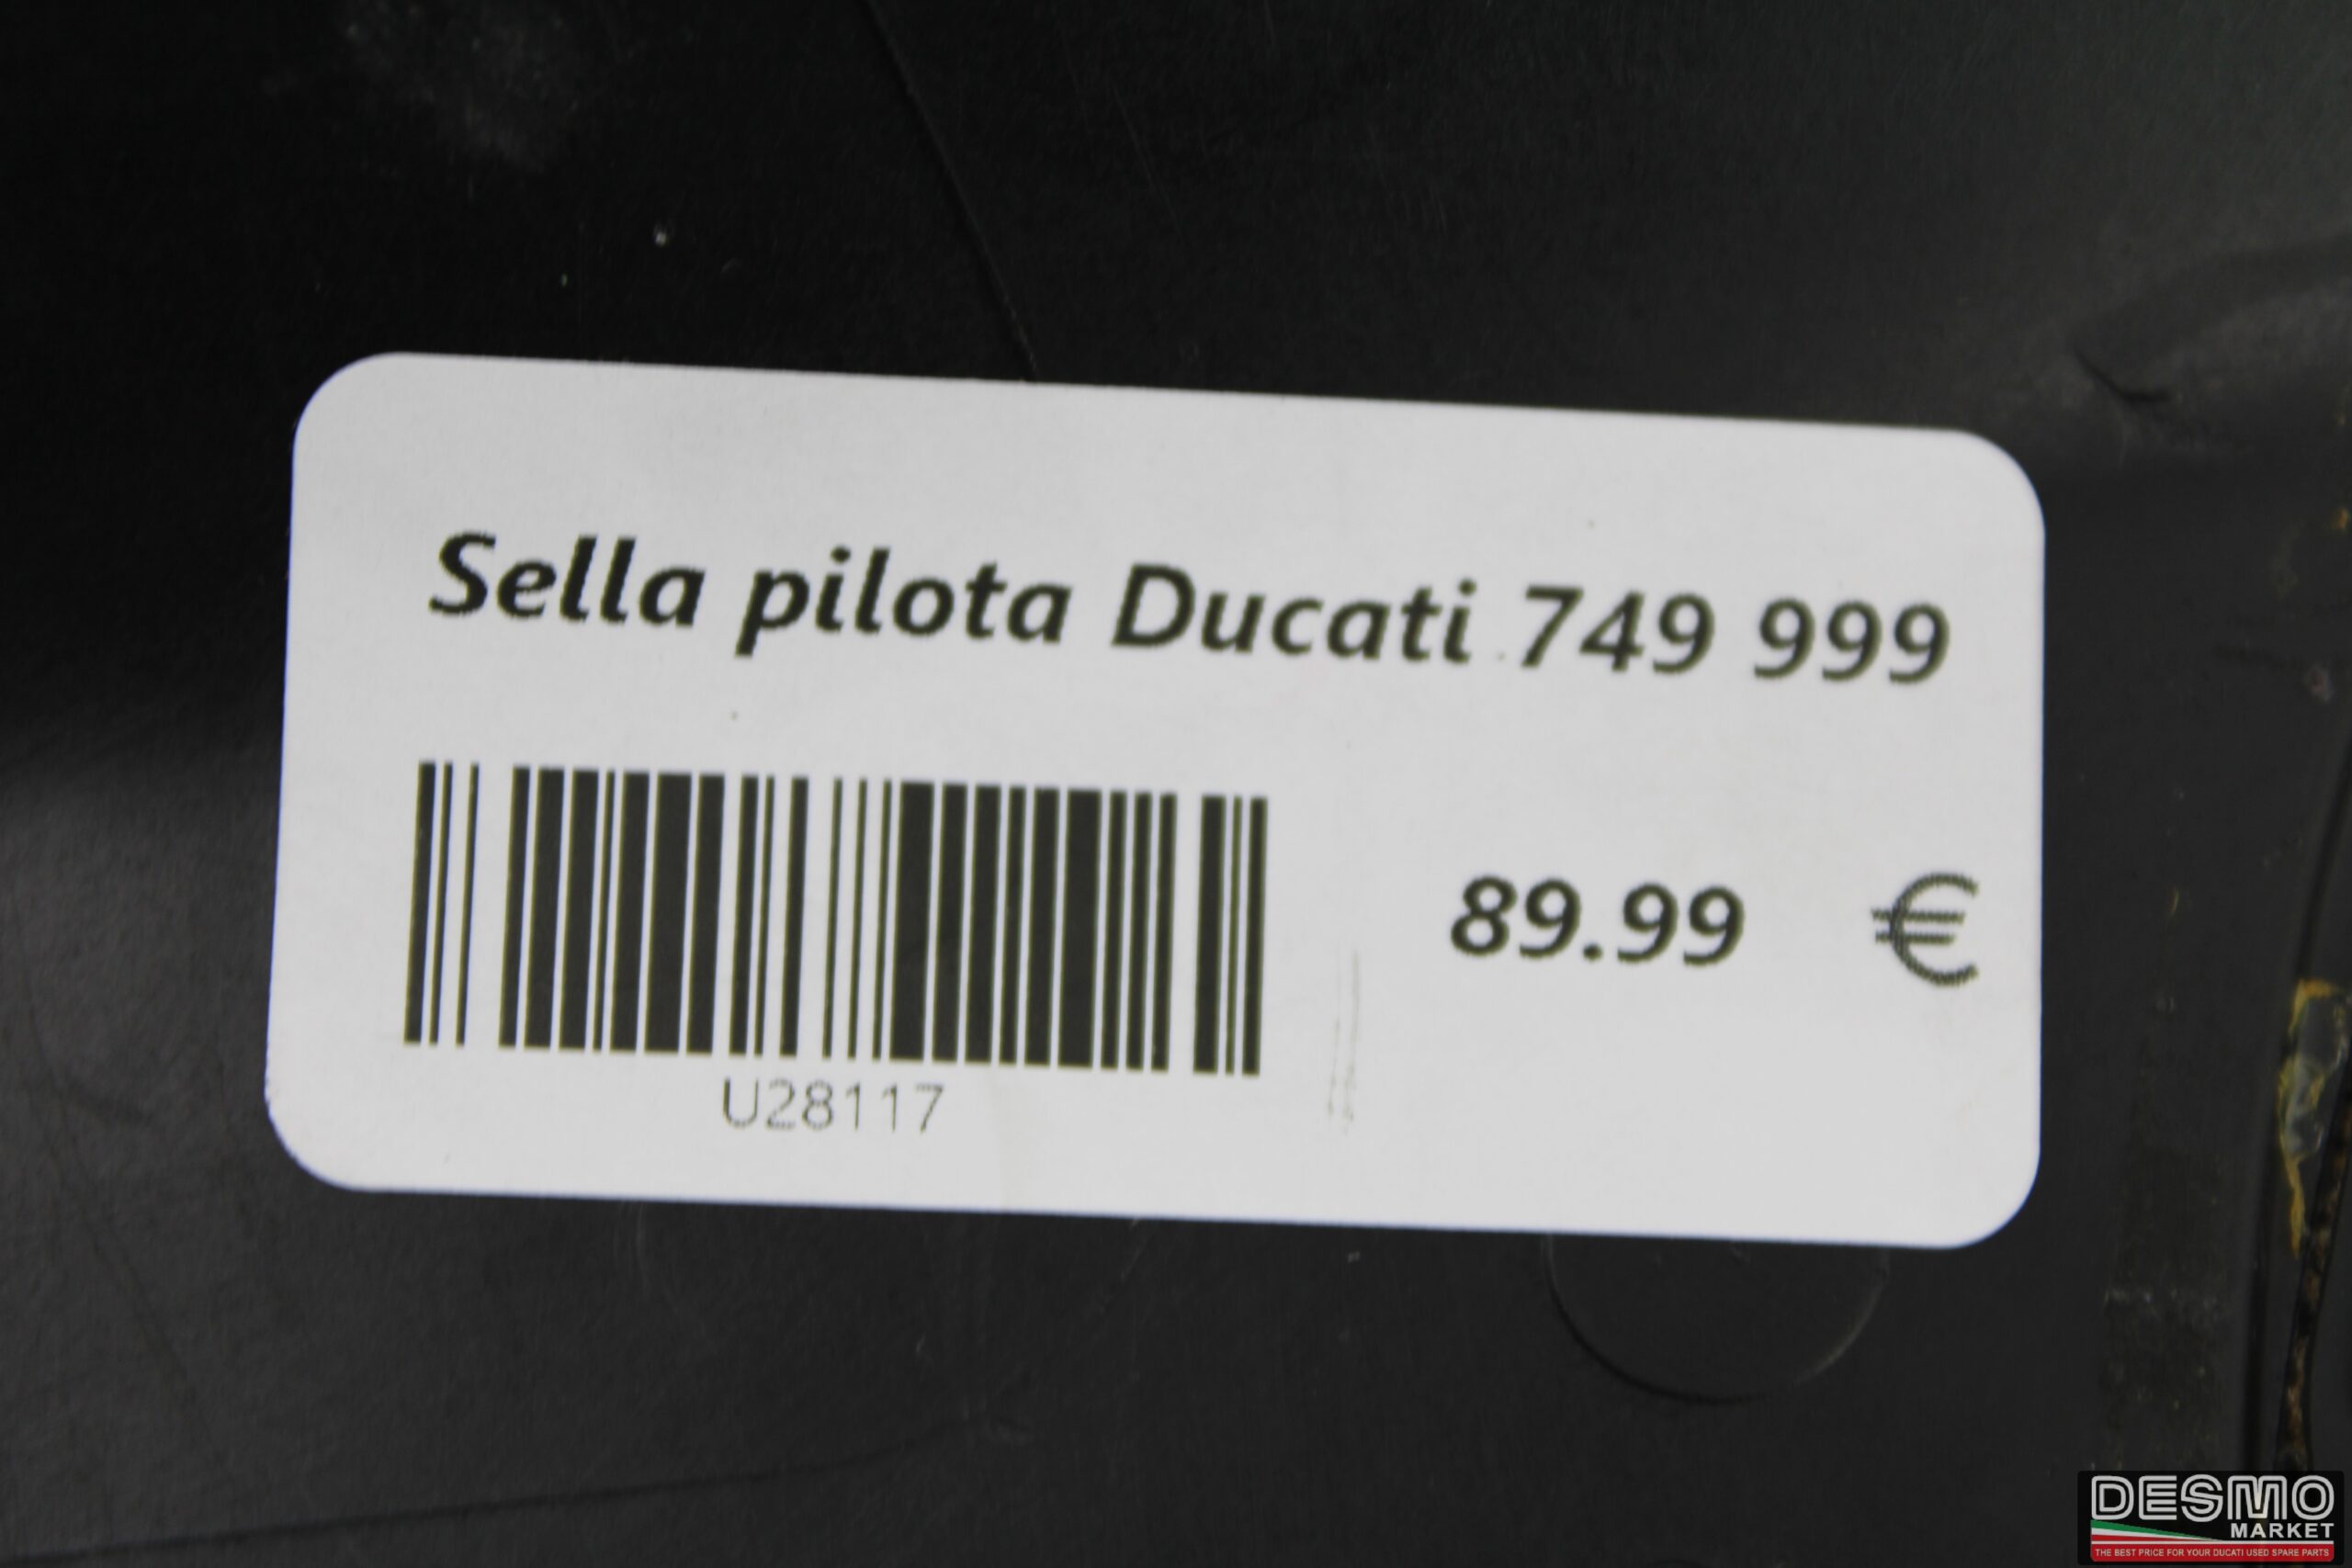 Sella pilota Ducati 749 999
89.99 €
U28117
DESMO
MARKET
THE BEST PRICE FOR YOUR DUCATI USED SPARE PARTS